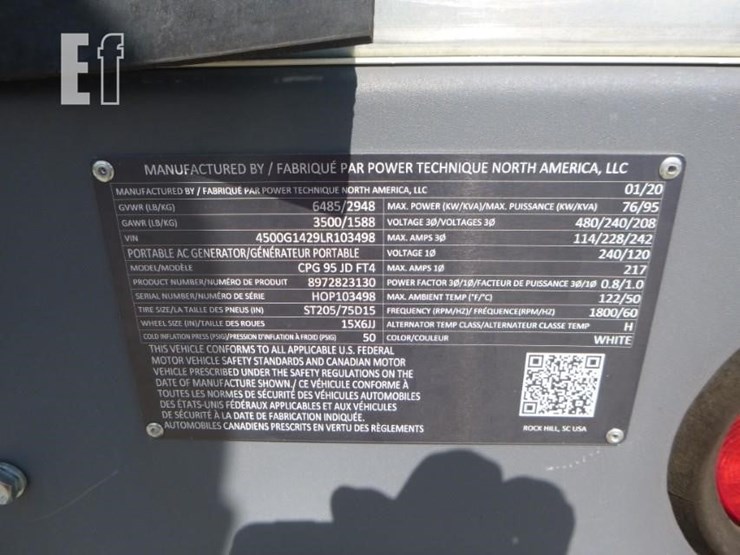 Ef
MANUFACTURED BY / FABRIQUÉ PAR POWER TECHNIQUE NORTH AMERICA, LLC
MANUFACTURED BY / FABRIQUÉ PAR POWER TECHNIQUE NORTH AMERICA, LLC 01/20
GVWR (LB/KG) 6485/2948 MAX. POWER (KW/KVA)/MAX. PUISSANCE (KW/KVA) 76/95
GAWR (LB/KG) 3500/1588 VOLTAGE 3Ø/VOLTAGES 3Ø 480/240/208
VIN 4500G1429LR103498 MAX. AMPS 3Ø 114/228/242
PORTABLE AC GENERATOR/GÉNÉRATEUR PORTABLE VOLTAGE 1Ø 240/120
MODEL/MODÈLE CPG 95 JD FT4 MAX. AMPS 1Ø 217
PRODUCT NUMBER/NUMÉRO DE PRODUIT 8972823130 POWER FACTOR 3Ø/1Ø/FACTEUR DE PUISSANCE 3Ø/1Ø 0.8/1.0
SERIAL NUMBER/NUMÉRO DE SÉRIE HOP103498 MAX. AMBIENT TEMP (°F/°C) 122/50
TIRE SIZE/LA TAILLE DES PNEUS (IN) ST205/75D15 FREQUENCY (RPM/HZ)/ FRÉQUENCE(RPM/HZ) 1800/60
WHEEL SIZE (IN)/TAILLE DES ROUES 15X6JJ ALTERNATOR TEMP CLASS/ALTERNATEUR CLASSE TEMP H
COLD INFLATION PRESS (PSIG)/PRESSION D'INFLATION À FROID (PSIG) 50 COLOR/COULEUR WHITE
THIS VEHICLE CONFORMS TO ALL APPLICABLE U.S. FEDERAL
MOTOR VEHICLE SAFETY STANDARDS AND CANADIAN MOTOR
VEHICLE PRESCRIBED UNDER THE SAFETY REGULATIONS ON THE
DATE OF MANUFACTURE SHOWN./ CE VÉHICULE CONFORME À
TOUTES LES NORMES DE SÉCURITÉ DES VÉHICULES AUTOMOBILES
DES ÉTATS-UNIS FÉDÉRAUX APPLICABLES ET AUX VÉHICULES
DE SÉCURITÉ À LA DATE DE FABRICATION INDIQUÉE.
AUTOMOBILES CANADIENS PRESCRITS EN VERTU DES RÈGLEMENTS
ROCK HILL, SC USA